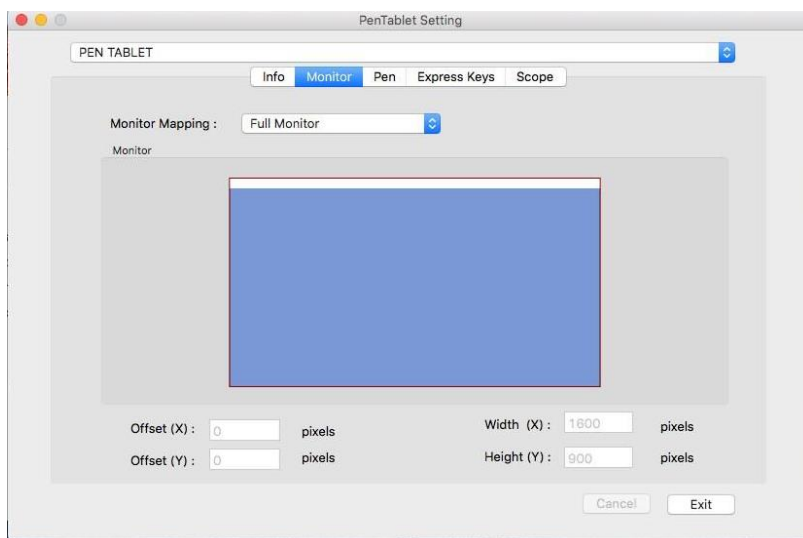 PenTablet Setting
PEN TABLET
Info Monitor Pen Express Keys Scope
Monitor Mapping : Full Monitor
Monitor
Offset (X) : 0 pixels Width (X) : 1600 pixels
Offset (Y) : 0 pixels Height (Y) : 900 pixels
Cancel Exit